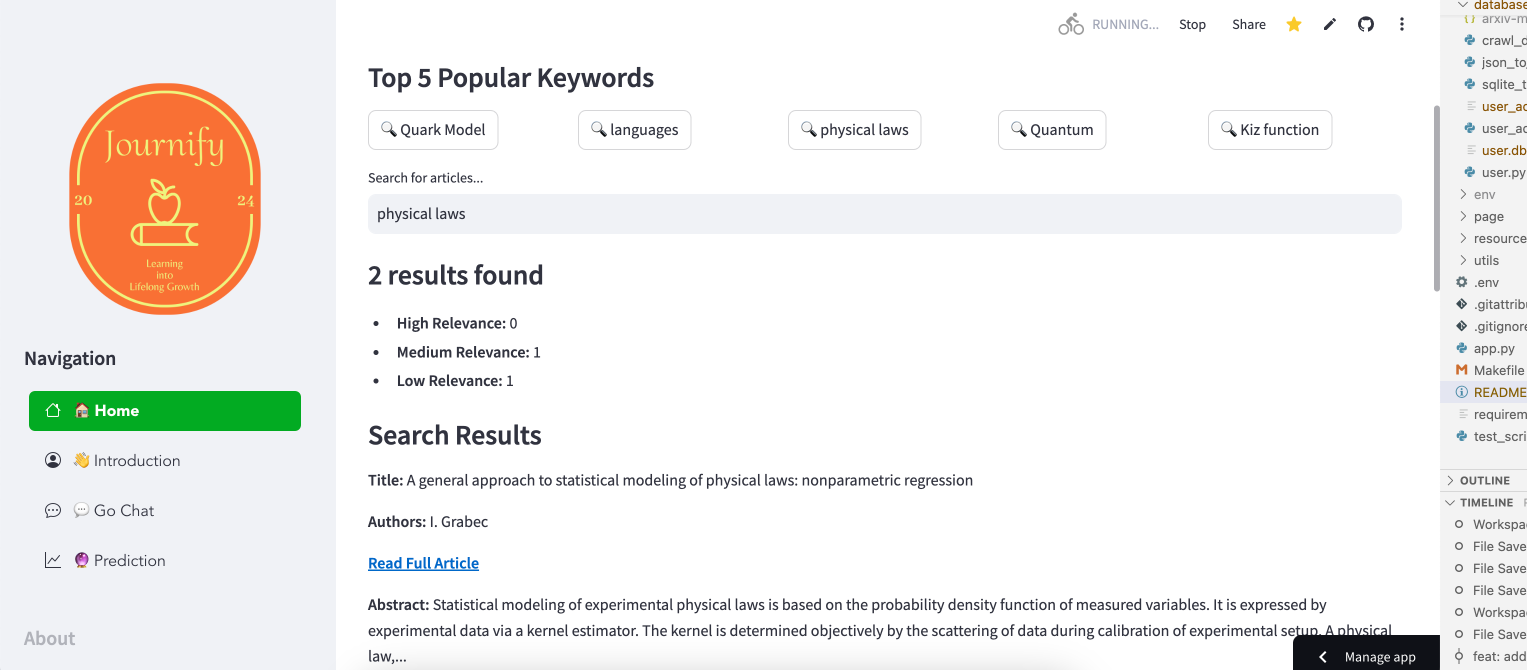 Journify
20 24
Learning
into
Lifelong Growth
Navigation
🏠 Home
👋 Introduction
💬 Go Chat
🔮 Prediction
About
RUNNING...
Stop
Share
Top 5 Popular Keywords
🔍 Quark Model
🔍 languages
🔍 physical laws
🔍 Quantum
🔍 Kiz function
Search for articles...
physical laws
2 results found
• High Relevance: 0
• Medium Relevance: 1
• Low Relevance: 1
Search Results
Title: A general approach to statistical modeling of physical laws: nonparametric regression
Authors: I. Grabec
Read Full Article
Abstract: Statistical modeling of experimental physical laws is based on the probability density function of measured variables. It is expressed by
experimental data via a kernel estimator. The kernel is determined objectively by the scattering of data during calibration of experimental setup. A physical
law,...
Manage app
database
arxiv-m
crawl_d
json_to_
sqlite_t
user_ac
user_ac
user.db
user.py
env
page
resource
utils
.env
.gitattribu
.gitignore
app.py
Makefile
README
requirem
test_scri
OUTLINE
TIMELINE
Workspa
File Save
File Save
File Save
Workspa
File Save
feat: add